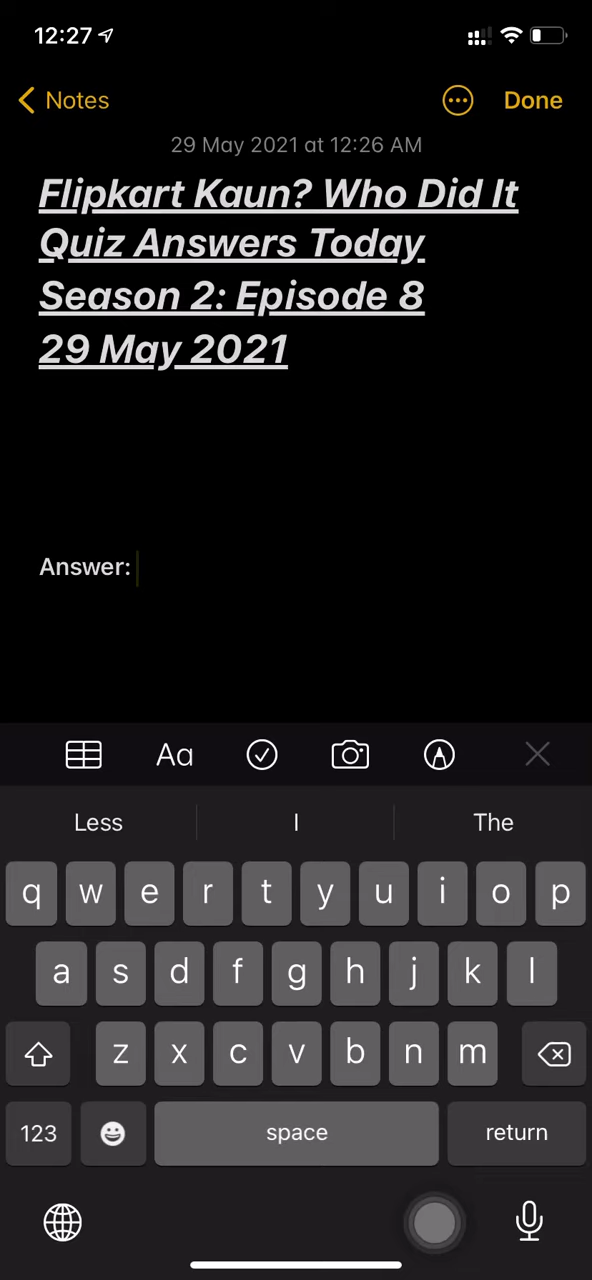 12:27
Notes
Done
29 May 2021 at 12:26 AM
Flipkart Kaun? Who Did It
Quiz Answers Today
Season 2: Episode 8
29 May 2021
Answer:
Aa
Less I The
q w e r t y u i o p
a s d f g h j k l
z x c v b n m
123 space return